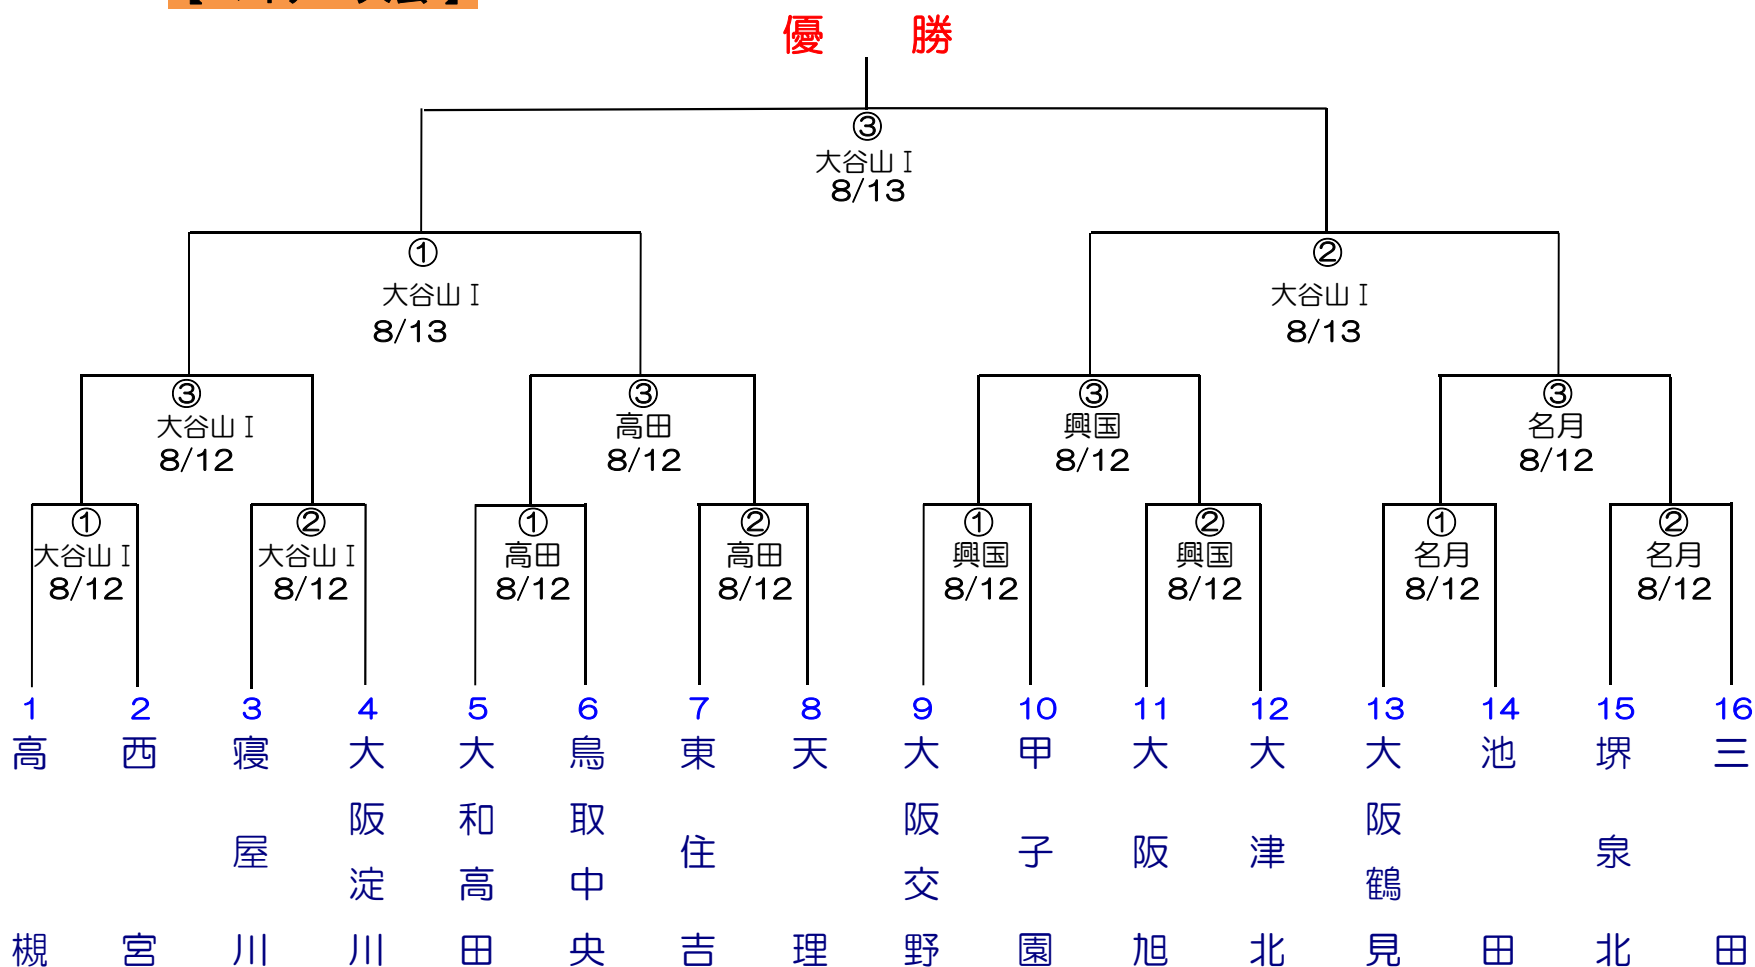 優 勝
③
大谷山Ⅰ
8/13
① ②
大谷山Ⅰ 大谷山Ⅰ
8/13 8/13
③ ③ ③ ③
大谷山Ⅰ 高田 興国 名月
8/12 8/12 8/12 8/12
① ② ① ② ① ② ① ②
大谷山Ⅰ 大谷山Ⅰ 高田 高田 興国 興国 名月 名月
8/12 8/12 8/12 8/12 8/12 8/12 8/12 8/12
1 2 3 4 5 6 7 8 9 10 11 12 13 14 15 16
高槻
西宮
寝屋川
大阪淀川
大和高田
鳥取中央
東住吉
天理
大阪交野
甲子園
大阪旭
大津北
大阪鶴見
池田
堺泉北
三田